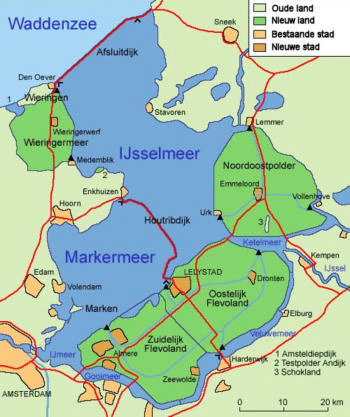 Waddenzee
Oude land
Nieuw land
Bestaande stad
Nieuwe stad
Sneek
Afsluitdijk
Den Oever
Wieringen
1
Stavoren
Wieringerwerf
Wieringermeer
Lemmer
Medemblik
2
IJsselmeer
Noordoostpolder
Enkhuizen
Emmeloord
Vollenhove
Hoorn
Urk
3
Houtribdijk
Ketelmeer
Markermeer
Kempen
IJssel
Edam
LELYSTAD
Dronten
Volendam
Oostelijk
Flevoland
Marken
Elburg
Zuidelijk
Flevoland
Veluwemeer
IJmeer
Almere
Harderwijk
Gooimeer
Zeewolde
1 Amsteldiepdijk
2 Testpolder Andijk
3 Schokland
AMSTERDAM
0 10 20 km